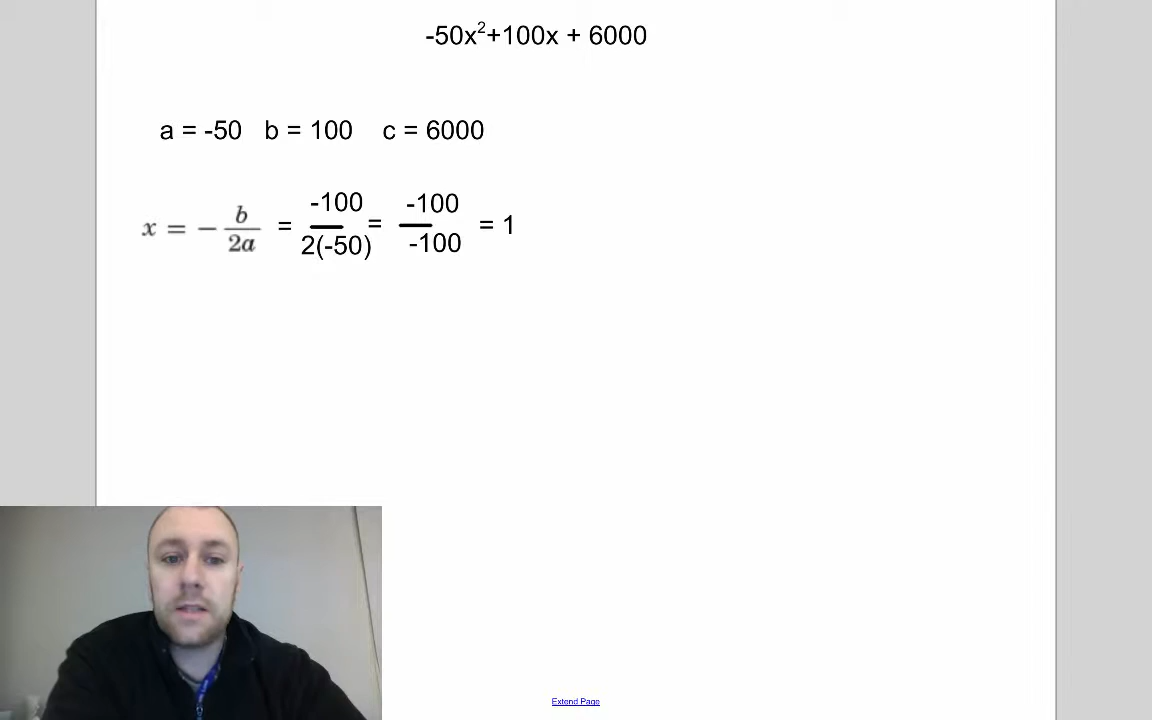 -50x²+100x + 6000
a = -50 b = 100 c = 6000
x = - b/2a = -100/2(-50) = -100/-100 = 1
Extend Page